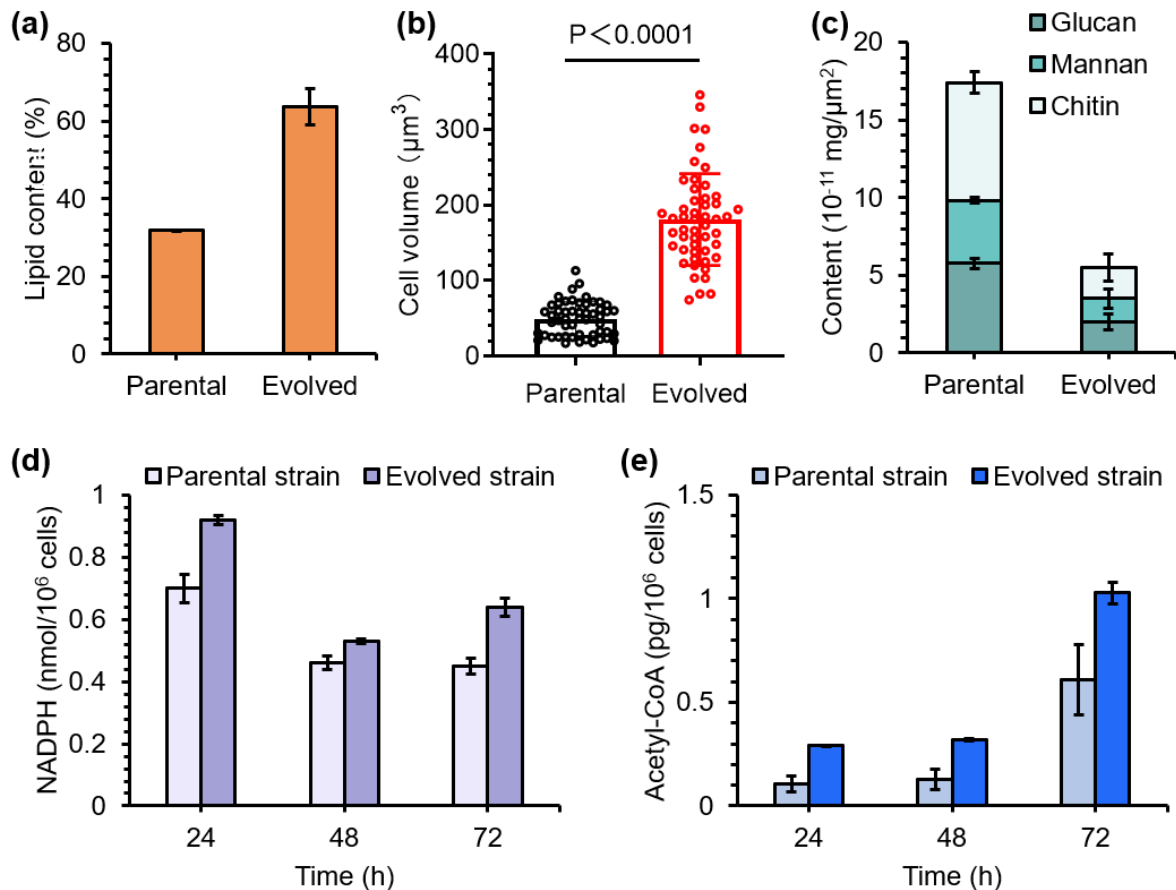 (a)
Lipid content (%)
80
60
40
20
0
Parental Evolved
(b)
P＜0.0001
Cell volume （μm³)
400
300
200
100
0
Parental Evolved
(c)
Glucan
Mannan
Chitin
Content (10⁻¹¹ mg/μm²)
20
15
10
5
0
Parental Evolved
(d)
Parental strain Evolved strain
NADPH (nmol/10⁶ cells)
1
0.8
0.6
0.4
0.2
0
24 48 72
Time (h)
(e)
Parental strain Evolved strain
Acetyl-CoA (pg/10⁶ cells)
1.5
1
0.5
0
24 48 72
Time (h)